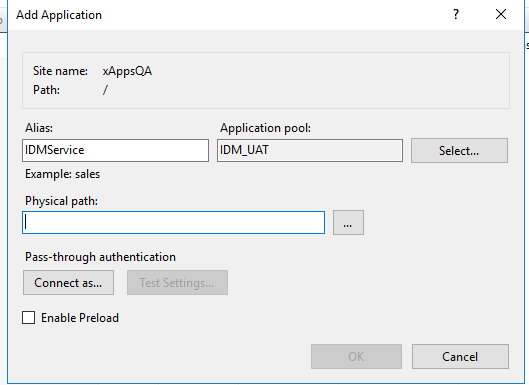 Add Application
?
Site name: xAppsQA
Path: /
Alias: Application pool:
IDMService IDM_UAT Select...
Example: sales
Physical path:
...
Pass-through authentication
Connect as... Test Settings...
Enable Preload
OK Cancel